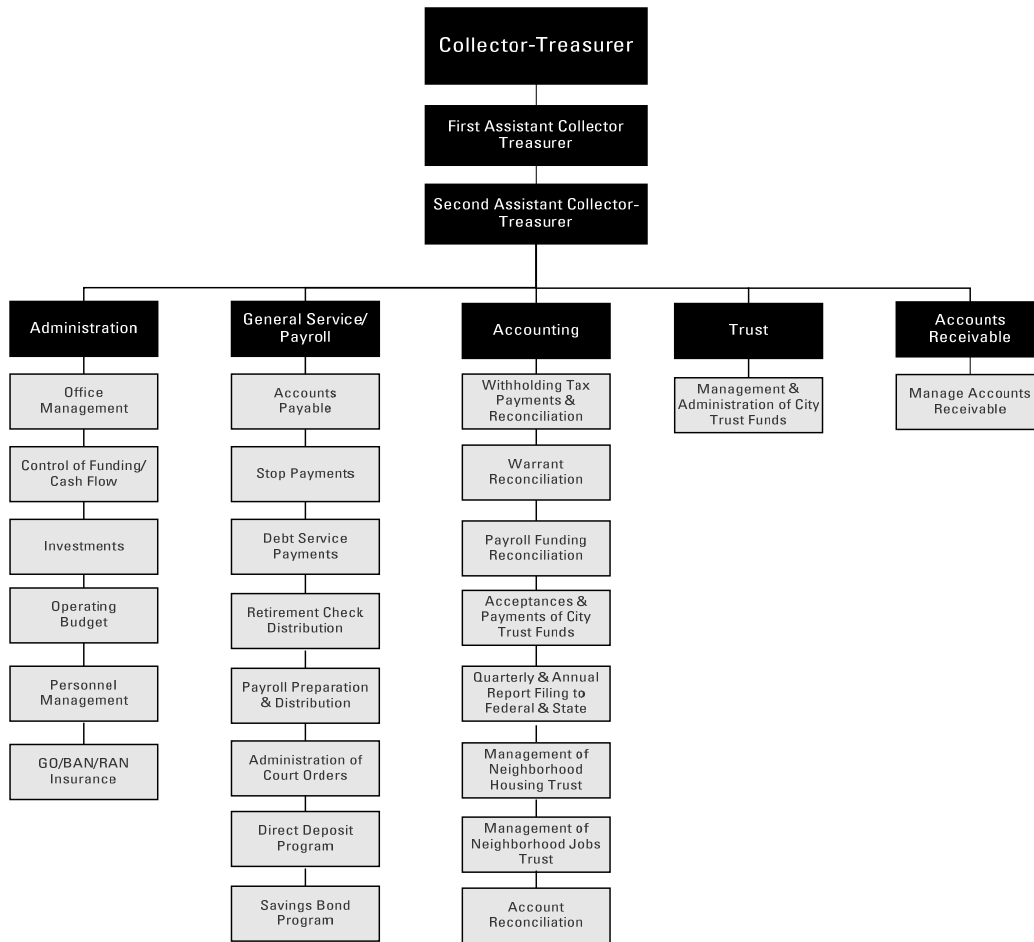 Collector-Treasurer
First Assistant Collector
Treasurer
Second Assistant Collector-
Treasurer
Administration
Office
Management
Control of Funding/
Cash Flow
Investments
Operating
Budget
Personnel
Management
GO/BAN/RAN
Insurance
General Service/
Payroll
Accounts
Payable
Stop Payments
Debt Service
Payments
Retirement Check
Distribution
Payroll Preparation
& Distribution
Administration of
Court Orders
Direct Deposit
Program
Savings Bond
Program
Accounting
Withholding Tax
Payments &
Reconciliation
Warrant
Reconciliation
Payroll Funding
Reconciliation
Acceptances &
Payments of City
Trust Funds
Quarterly & Annual
Report Filing to
Federal & State
Management of
Neighborhood
Housing Trust
Management of
Neighborhood Jobs
Trust
Account
Reconciliation
Trust
Management &
Administration of City
Trust Funds
Accounts
Receivable
Manage Accounts
Receivable